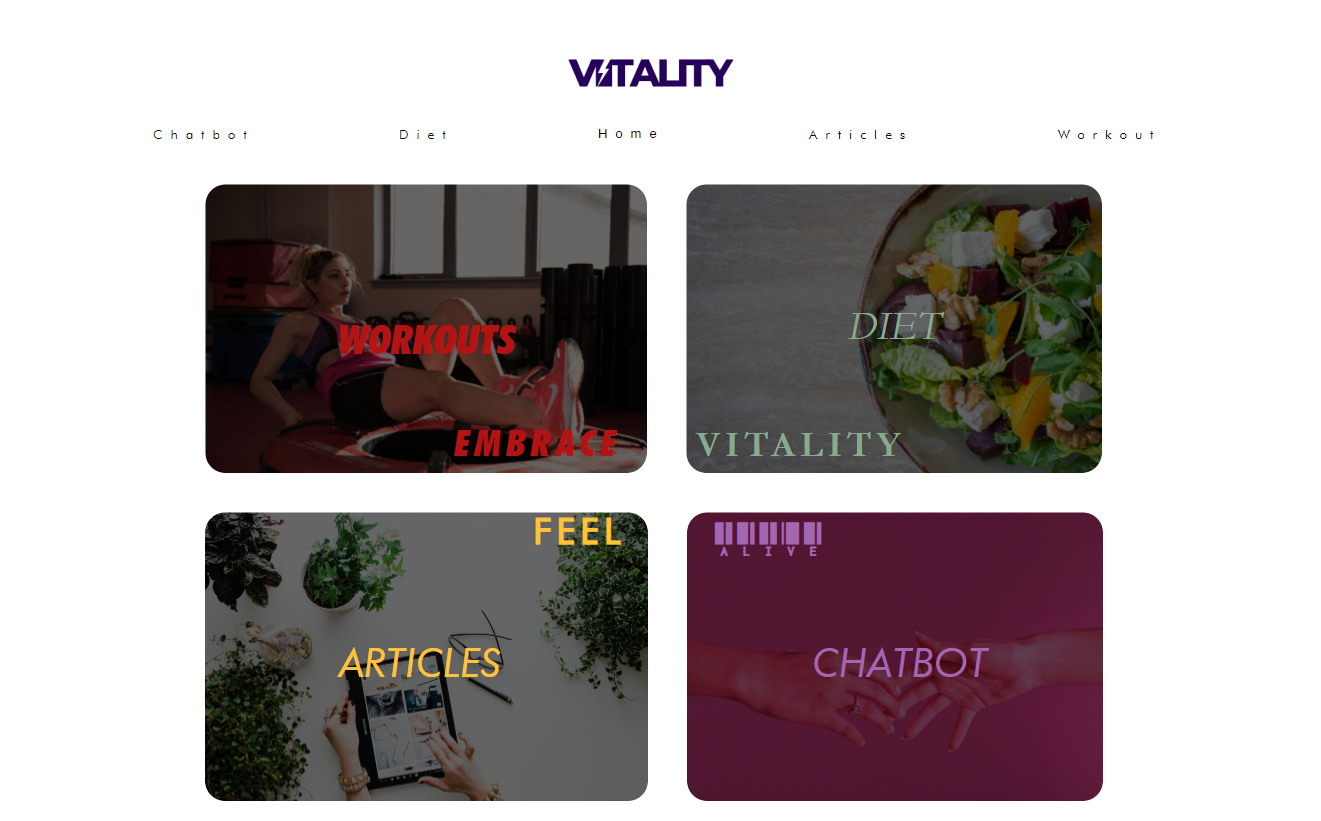 VITALITY
Chatbot Diet Home Articles Workout
WORKOUTS
EMBRACE
DIET
VITALITY
FEEL
ARTICLES
ALIVE
CHATBOT